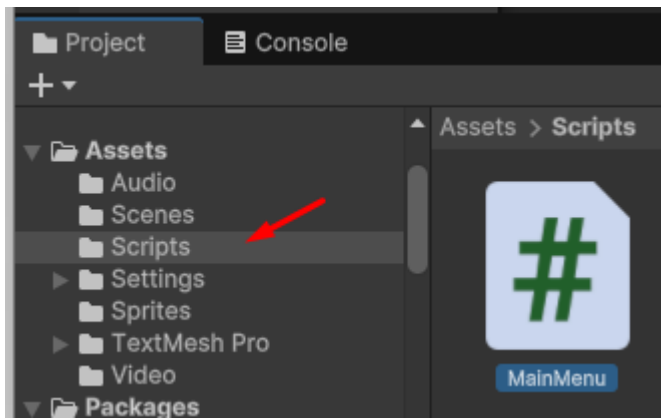 Project
Console
Assets > Scripts
Assets
Audio
Scenes
Scripts
Settings
Sprites
TextMesh Pro
Video
Packages
#
MainMenu